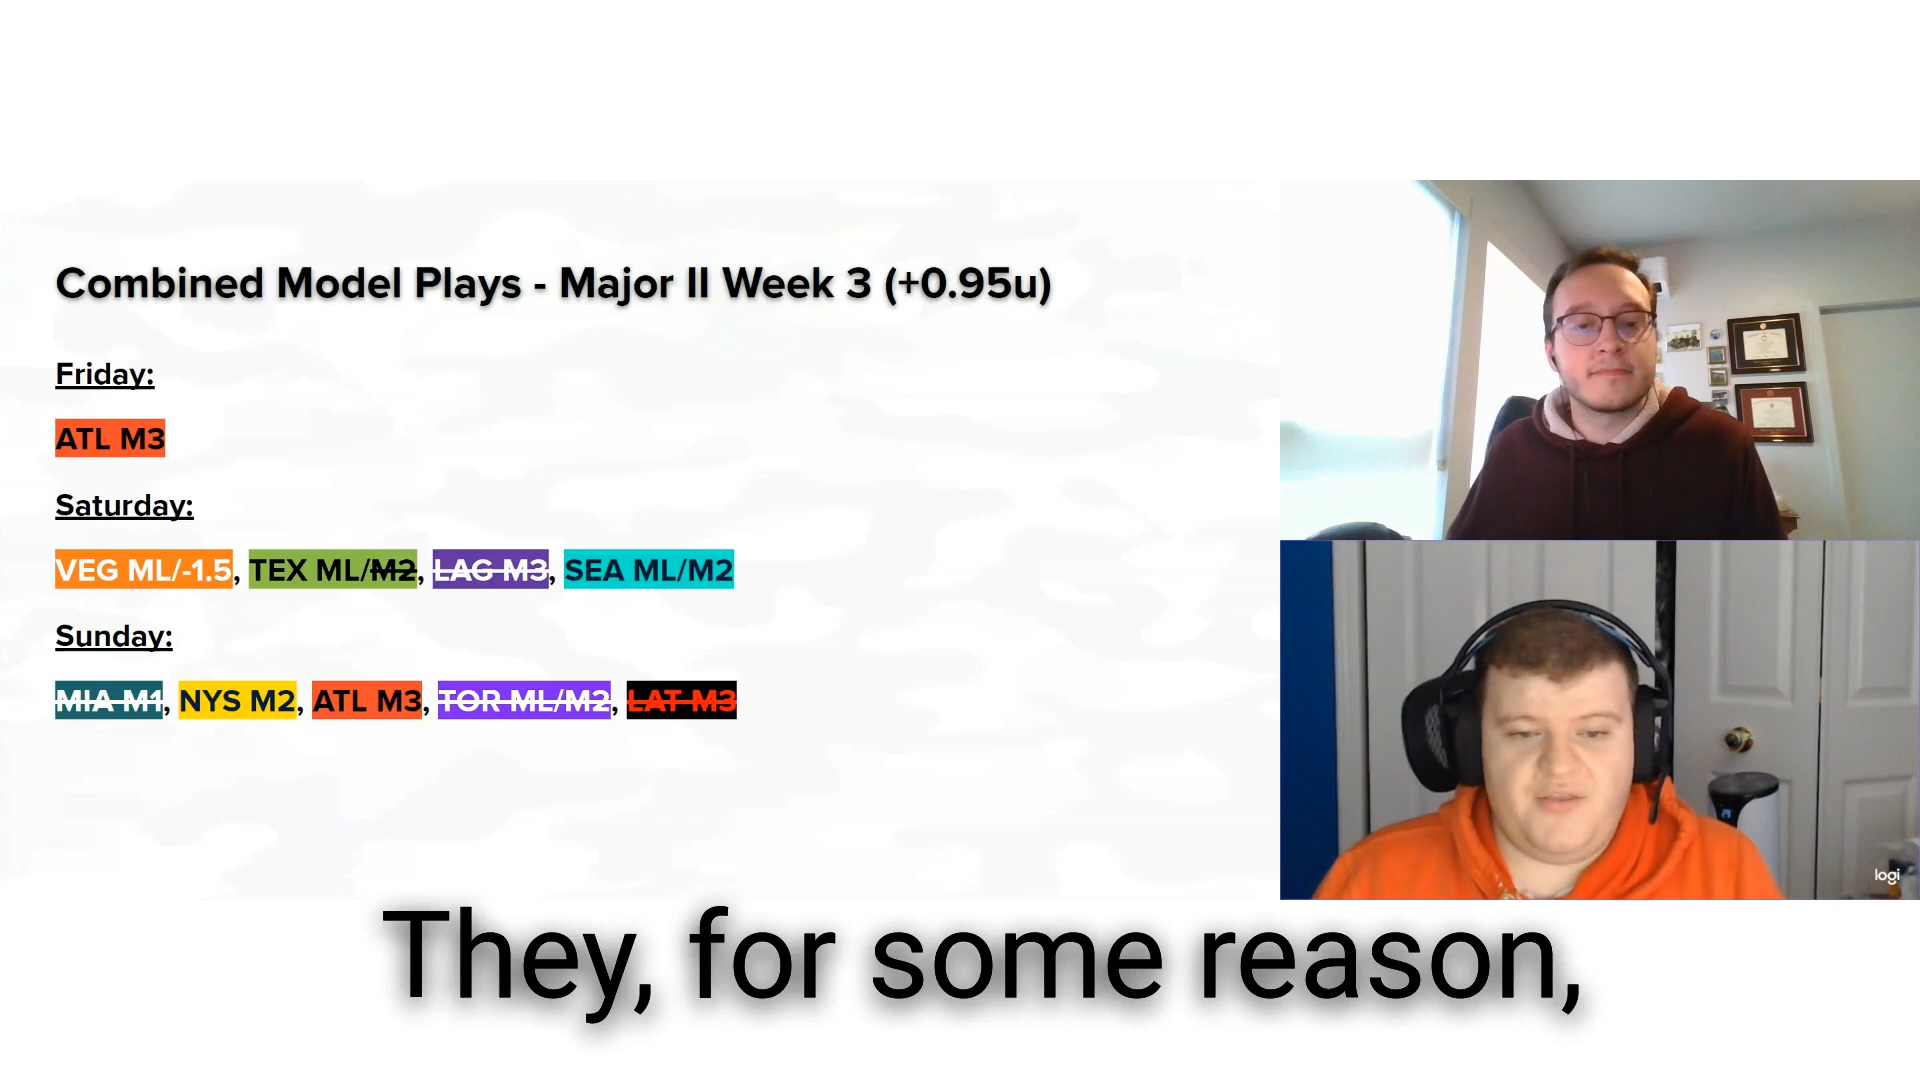 Combined Model Plays - Major II Week 3 (+0.95u)
Friday:
ATL M3
Saturday:
VEG ML/-1.5, TEX ML/M2, LAG M3, SEA ML/M2
Sunday:
MIA M1, NYS M2, ATL M3, TOR ML/M2, LAT M3
logi
They, for some reason,